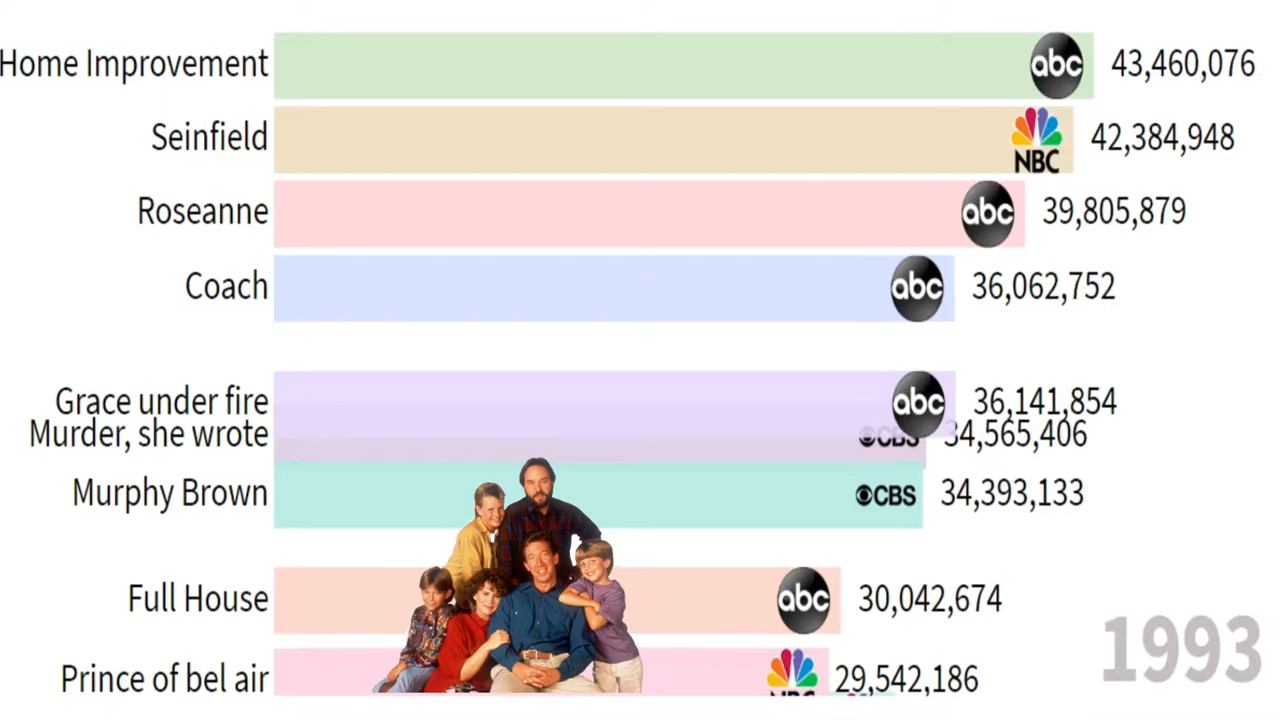 Home Improvement abc 43,460,076
Seinfield NBC 42,384,948
Roseanne abc 39,805,879
Coach abc 36,062,752
Grace under fire abc 36,141,854
Murder, she wrote CBS 34,565,406
Murphy Brown CBS 34,393,133
Full House abc 30,042,674
Prince of bel air NBC 29,542,186
1993